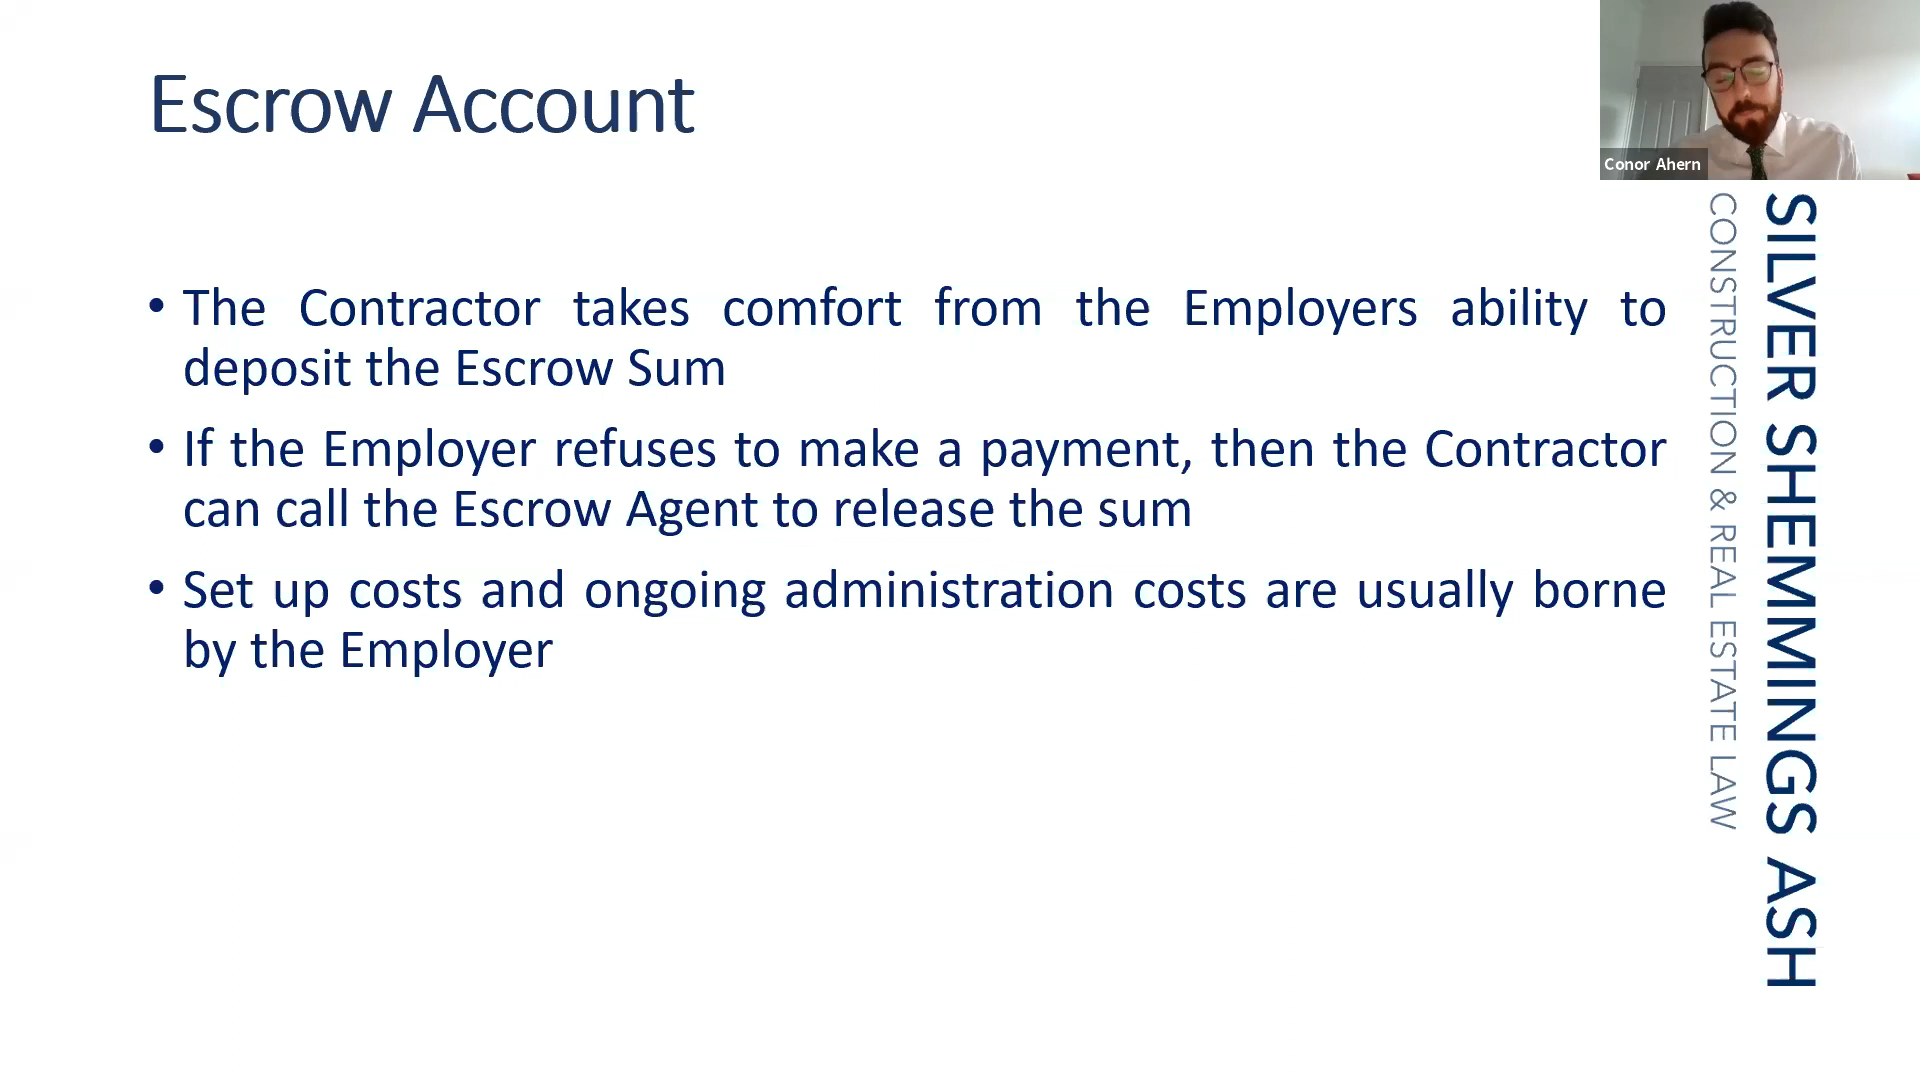 Escrow Account
Conor Ahern
• The Contractor takes comfort from the Employers ability to
deposit the Escrow Sum
• If the Employer refuses to make a payment, then the Contractor
can call the Escrow Agent to release the sum
• Set up costs and ongoing administration costs are usually borne
by the Employer
SILVER SHEMMINGS ASH
CONSTRUCTION & REAL ESTATE LAW